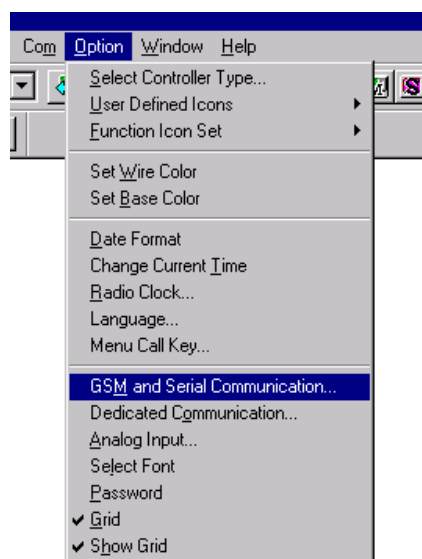 Com Option Window Help
Select Controller Type...
User Defined Icons
Function Icon Set
Set Wire Color
Set Base Color
Date Format
Change Current Time
Radio Clock...
Language...
Menu Call Key...
GSM and Serial Communication...
Dedicated Communication...
Analog Input...
Select Font
Password
Grid
Show Grid